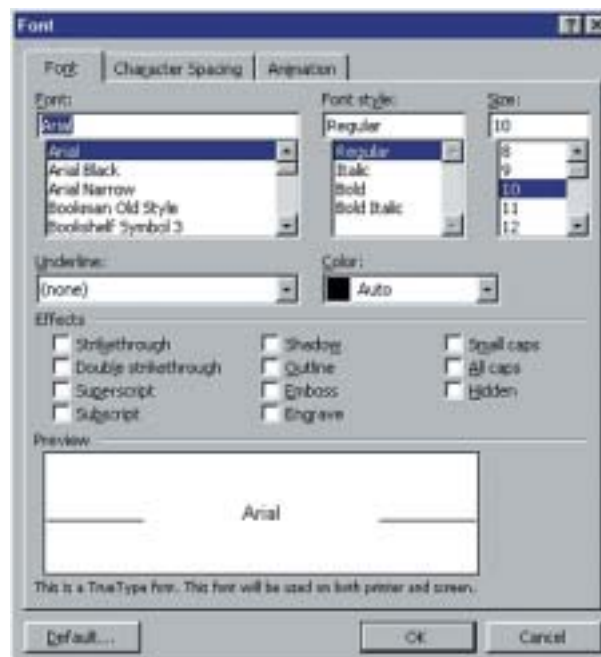 Font
Font Character Spacing Animation
Font: Font style: Size:
Arial Regular 10
Arial Regular 8
Arial Black Italic 9
Arial Narrow Bold 10
Bookman Old Style Bold Italic 11
Bookshelf Symbol 3 12
Underline: Color:
(none) Auto
Effects
Strikethrough Shadow Small caps
Double strikethrough Outline All caps
Superscript Emboss Hidden
Subscript Engrave
Preview
Arial
This is a TrueType font. This font will be used on both printer and screen.
Default... OK Cancel